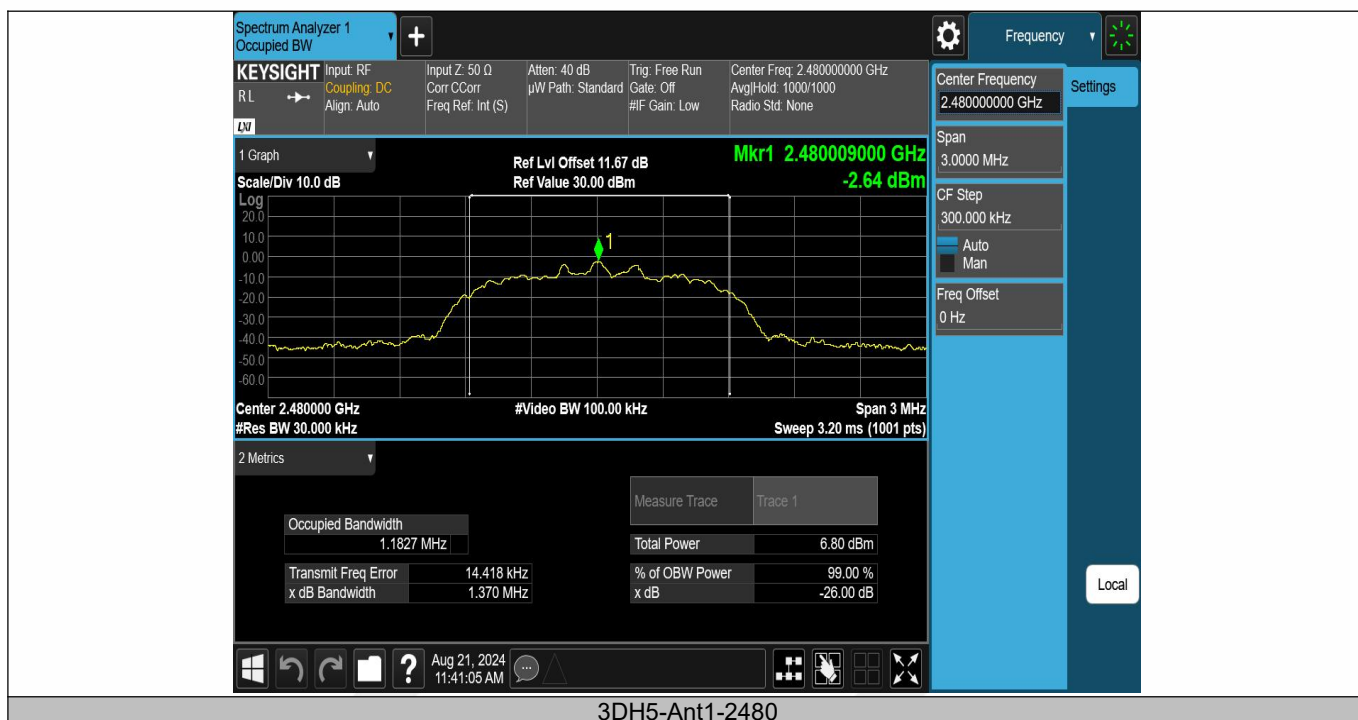 Spectrum Analyzer 1
Occupied BW
+
Frequency
KEYSIGHT
R L
LXI
Input: RF
Coupling: DC
Align: Auto
Input Z: 50 Ω
Corr CCorr
Freq Ref: Int (S)
Atten: 40 dB
µW Path: Standard
Trig: Free Run
Gate: Off
#IF Gain: Low
Center Freq: 2.480000000 GHz
Avg|Hold: 1000/1000
Radio Std: None
Center Frequency
2.480000000 GHz
Settings
Span
3.0000 MHz
CF Step
300.000 kHz
Auto
Man
Freq Offset
0 Hz
Local
1 Graph
Scale/Div 10.0 dB
Ref Lvl Offset 11.67 dB
Ref Value 30.00 dBm
Mkr1 2.480009000 GHz
-2.64 dBm
Log
20.0
10.0
0.00
-10.0
-20.0
-30.0
-40.0
-50.0
-60.0
1
Center 2.480000 GHz
#Video BW 100.00 kHz
Span 3 MHz
#Res BW 30.000 kHz
Sweep 3.20 ms (1001 pts)
2 Metrics
Measure Trace Trace 1
Occupied Bandwidth
1.1827 MHz
Total Power 6.80 dBm
Transmit Freq Error 14.418 kHz
% of OBW Power 99.00 %
x dB Bandwidth 1.370 MHz
x dB -26.00 dB
?
Aug 21, 2024
11:41:05 AM
3DH5-Ant1-2480